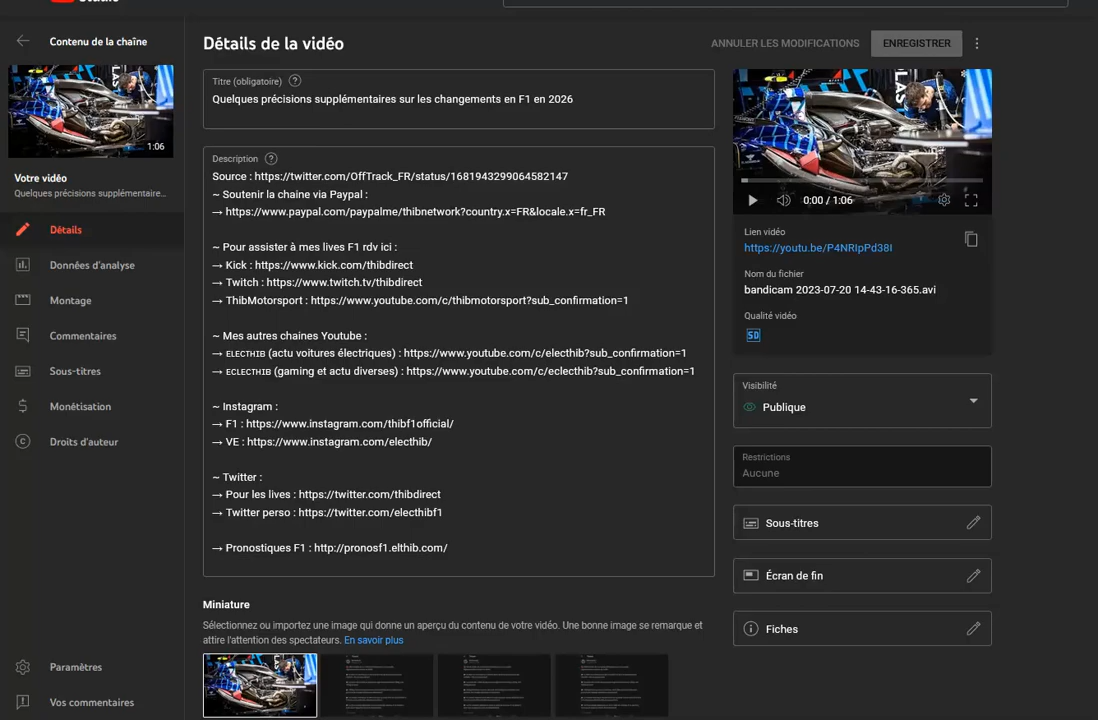 Studio
Contenu de la chaîne
1:06
Votre vidéo
Quelques précisions supplémentaire...
Détails
Données d'analyse
Montage
Commentaires
Sous-titres
Monétisation
Droits d'auteur
Paramètres
Vos commentaires
Détails de la vidéo
ANNULER LES MODIFICATIONS
ENREGISTRER
Titre (obligatoire)
Quelques précisions supplémentaires sur les changements en F1 en 2026
Description
Source : https://twitter.com/OffTrack_FR/status/1681943299064582147
~ Soutenir la chaine via Paypal :
→ https://www.paypal.com/paypalme/thibnetwork?country.x=FR&locale.x=fr_FR
~ Pour assister à mes lives F1 rdv ici :
→ Kick : https://www.kick.com/thibdirect
→ Twitch : https://www.twitch.tv/thibdirect
→ ThibMotorsport : https://www.youtube.com/c/thibmotorsport?sub_confirmation=1
~ Mes autres chaines Youtube :
→ ᴇʟᴇᴄᴛʜɪʙ (actu voitures électriques) : https://www.youtube.com/c/electhib?sub_confirmation=1
→ ᴇᴄʟᴇᴄᴛʜɪʙ (gaming et actu diverses) : https://www.youtube.com/c/eclecthib?sub_confirmation=1
~ Instagram :
→ F1 : https://www.instagram.com/thibf1official/
→ VE : https://www.instagram.com/electhib/
~ Twitter :
→ Pour les lives : https://twitter.com/thibdirect
→ Twitter perso : https://twitter.com/electhibf1
→ Pronostiques F1 : http://pronosf1.elthib.com/
Miniature
Sélectionnez ou importez une image qui donne un aperçu du contenu de votre vidéo. Une bonne image se remarque et
attire l'attention des spectateurs. En savoir plus
0:00 / 1:06
Lien vidéo
https://youtu.be/P4NRIpPd38I
Nom du fichier
bandicam 2023-07-20 14-43-16-365.avi
Qualité vidéo
SD
Visibilité
Publique
Restrictions
Aucune
Sous-titres
Écran de fin
Fiches